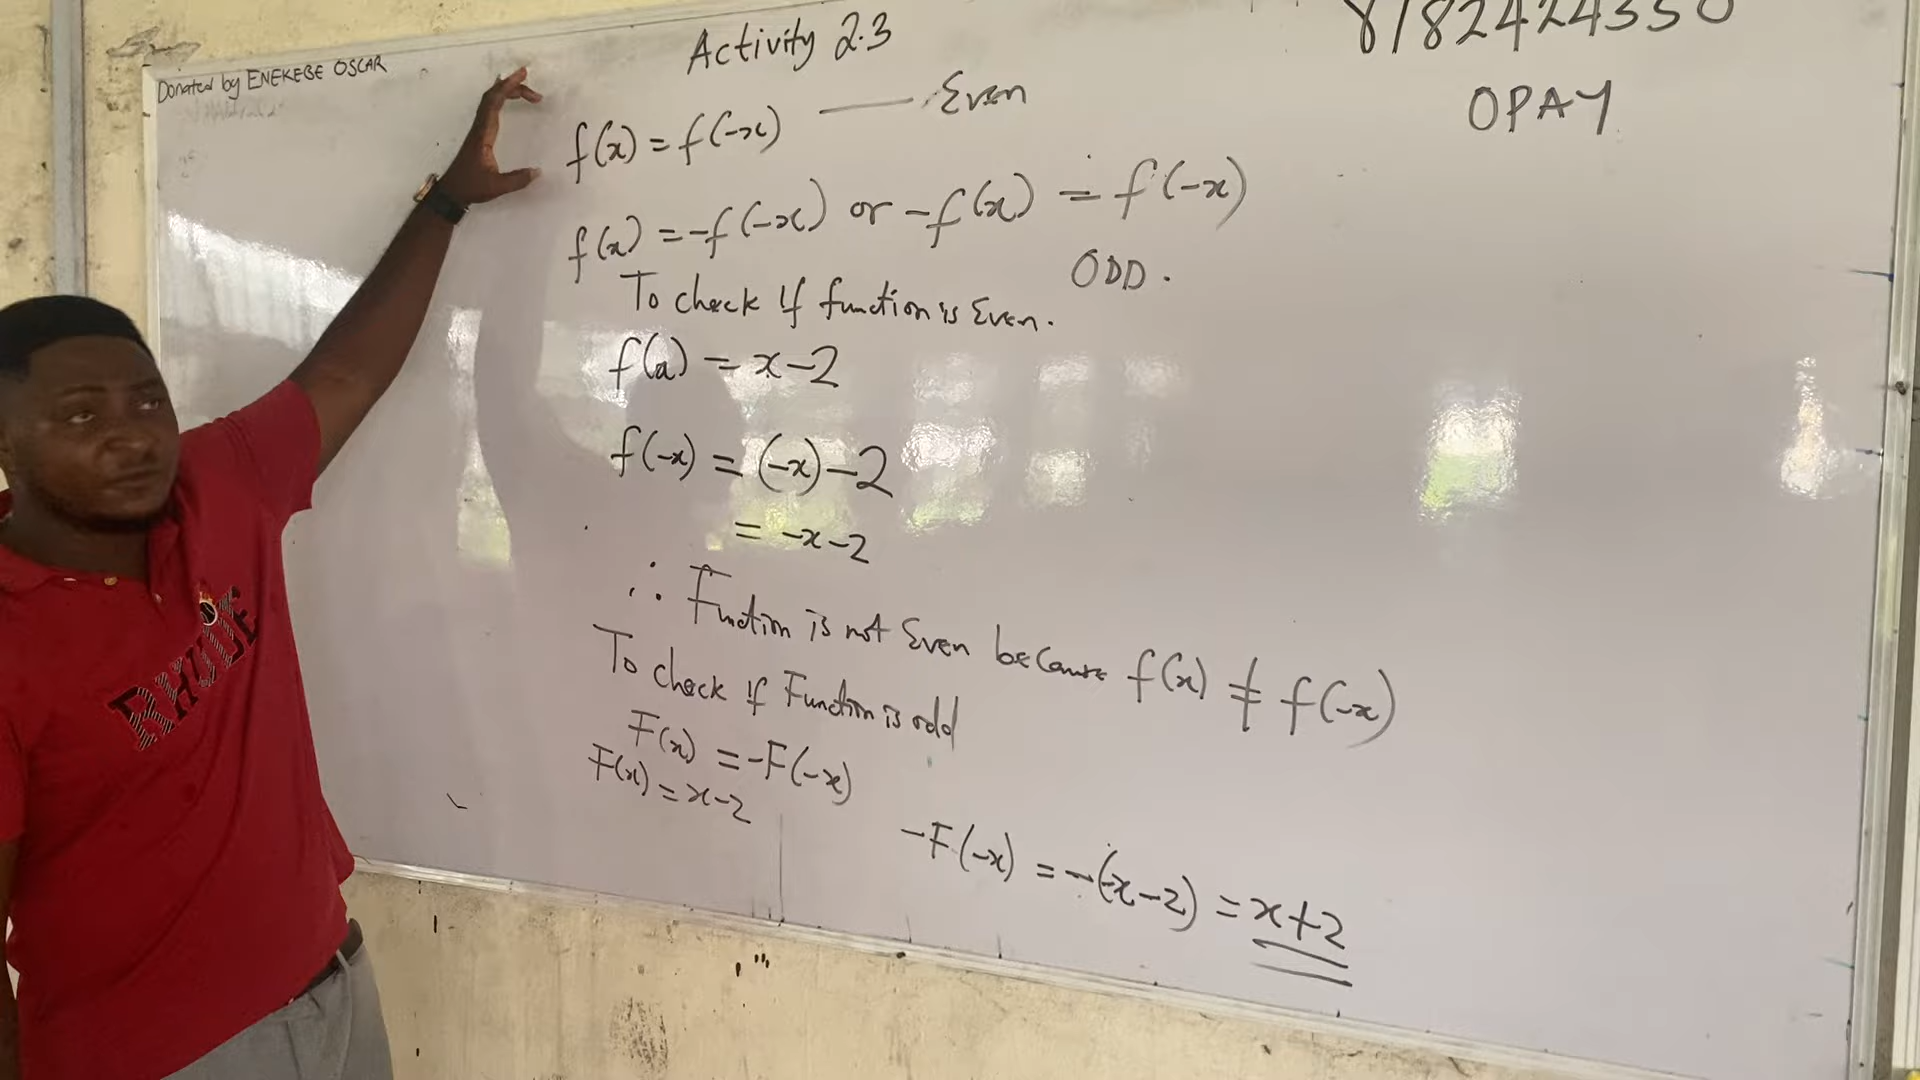 Donated by ENEKEBE OSCAR
Activity 2.3
8182424350
OPAY
f(x) = f(-x) —— Even
f(x) = -f(-x) or -f(x) = f(-x)
ODD.
To check if function is Even.
f(x) = x-2
f(-x) = (-x)-2
= -x-2
∴ Function is not Even because f(x) ≠ f(-x)
To check if Function is odd
F(x) = -F(-x)
F(x) = x-2
-F(-x) = -(-x-2) = x+2
RHUDE